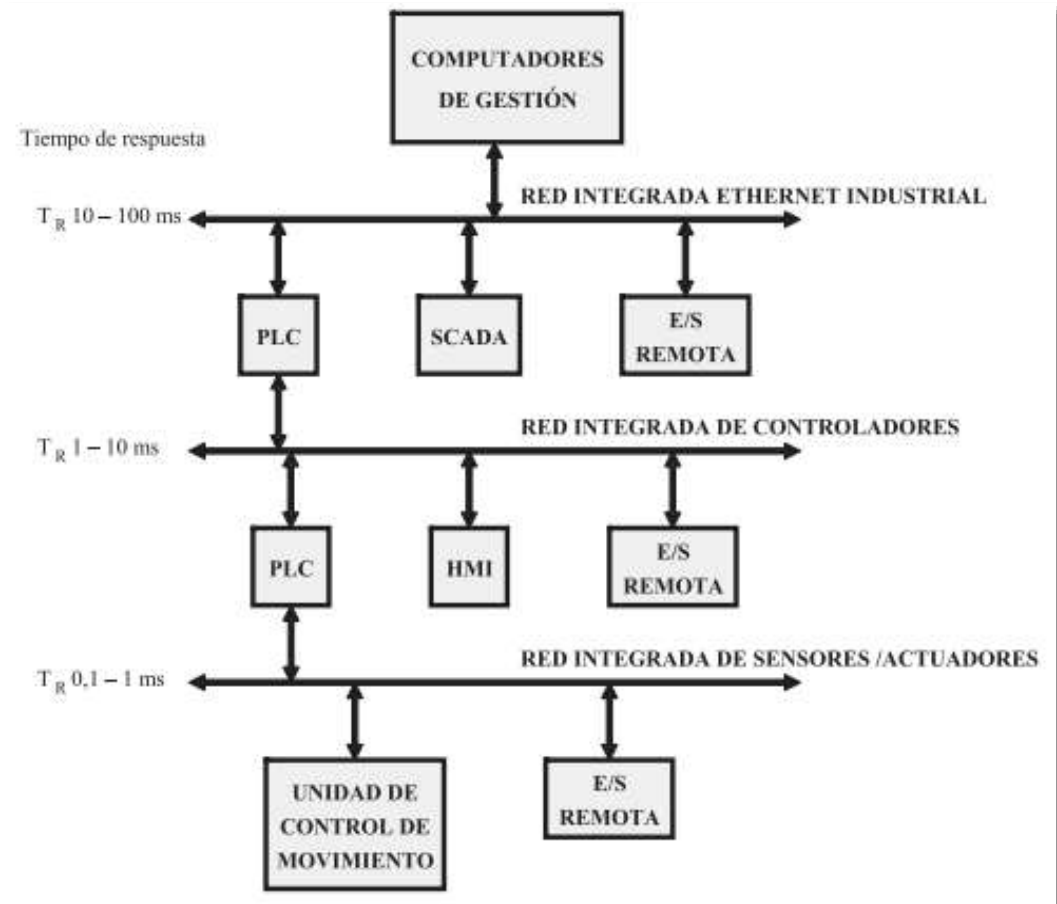 COMPUTADORES
DE GESTIÓN
Tiempo de respuesta
RED INTEGRADA ETHERNET INDUSTRIAL
T R 10 – 100 ms
PLC
SCADA
E/S
REMOTA
RED INTEGRADA DE CONTROLADORES
T R 1 – 10 ms
PLC
HMI
E/S
REMOTA
RED INTEGRADA DE SENSORES /ACTUADORES
T R 0,1 – 1 ms
UNIDAD DE
CONTROL DE
MOVIMIENTO
E/S
REMOTA